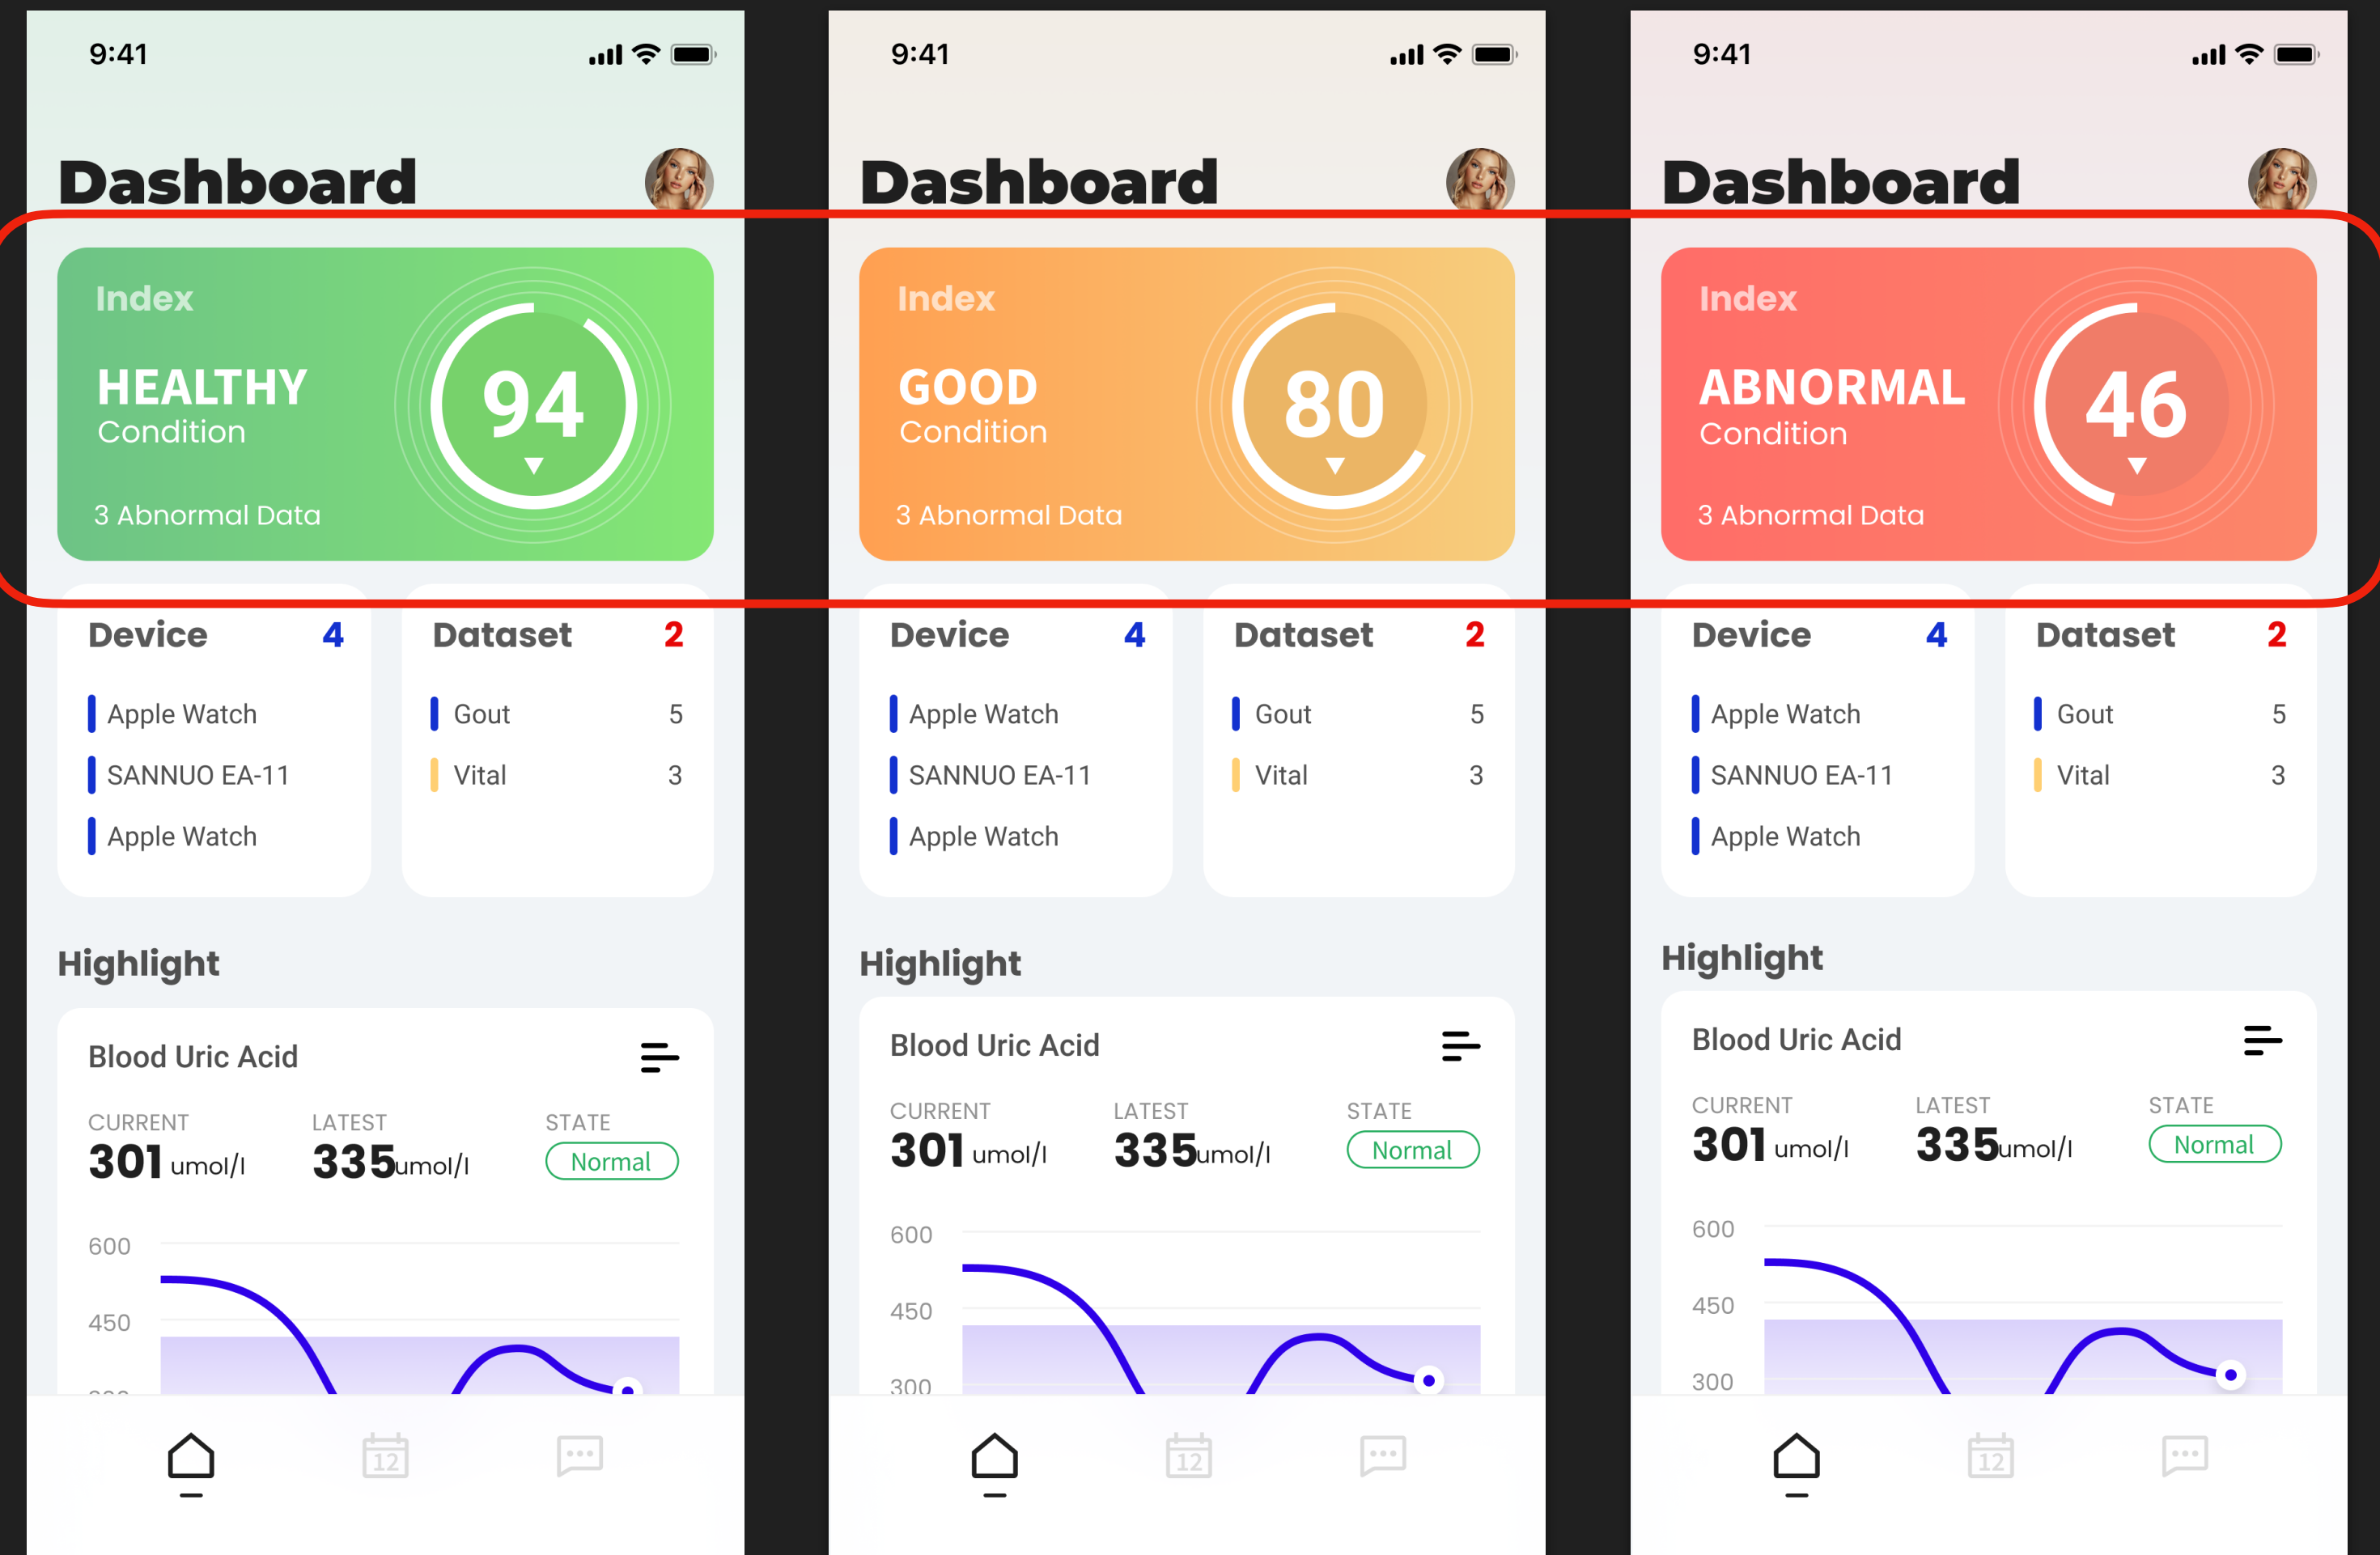 9:41
Dashboard
Index
HEALTHY
Condition
94
3 Abnormal Data
Device 4
Apple Watch
SANNUO EA-11
Apple Watch
Dataset 2
Gout 5
Vital 3
Highlight
Blood Uric Acid
CURRENT LATEST STATE
301 umol/l 335umol/l Normal
600
450
12
9:41
Dashboard
Index
GOOD
Condition
80
3 Abnormal Data
Device 4
Apple Watch
SANNUO EA-11
Apple Watch
Dataset 2
Gout 5
Vital 3
Highlight
Blood Uric Acid
CURRENT LATEST STATE
301 umol/l 335umol/l Normal
600
450
300
12
9:41
Dashboard
Index
ABNORMAL
Condition
46
3 Abnormal Data
Device 4
Apple Watch
SANNUO EA-11
Apple Watch
Dataset 2
Gout 5
Vital 3
Highlight
Blood Uric Acid
CURRENT LATEST STATE
301 umol/l 335umol/l Normal
600
450
300
12